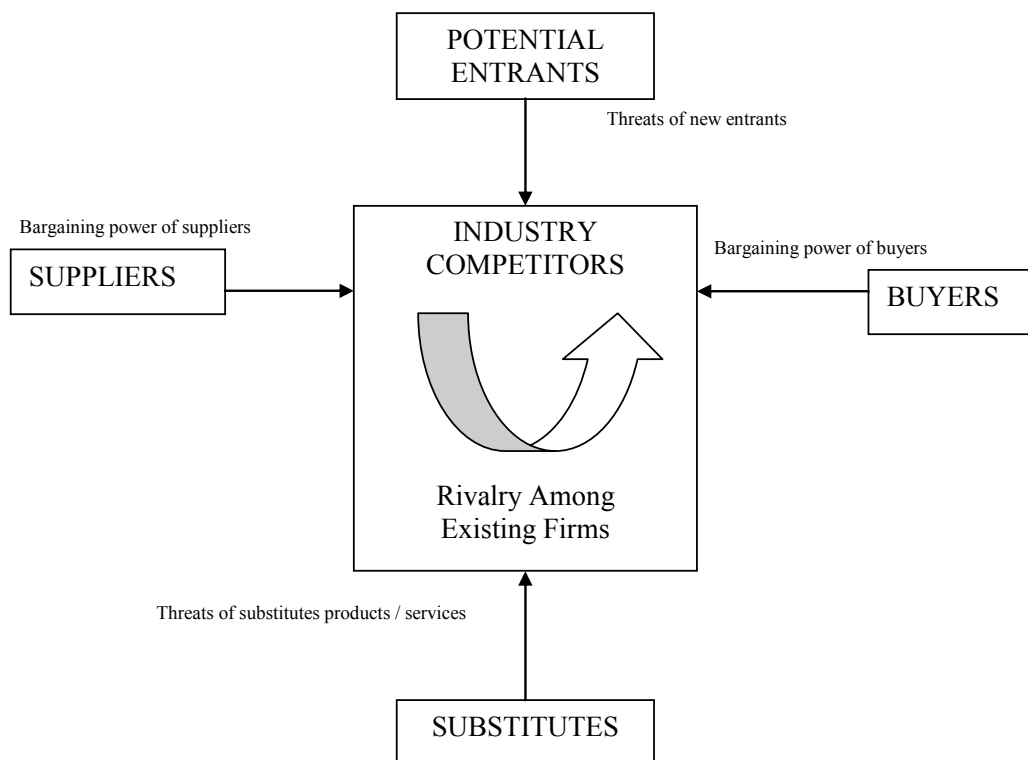 POTENTIAL
ENTRANTS
Threats of new entrants
Bargaining power of suppliers
SUPPLIERS
INDUSTRY
COMPETITORS
Bargaining power of buyers
BUYERS
Rivalry Among
Existing Firms
Threats of substitutes products / services
SUBSTITUTES